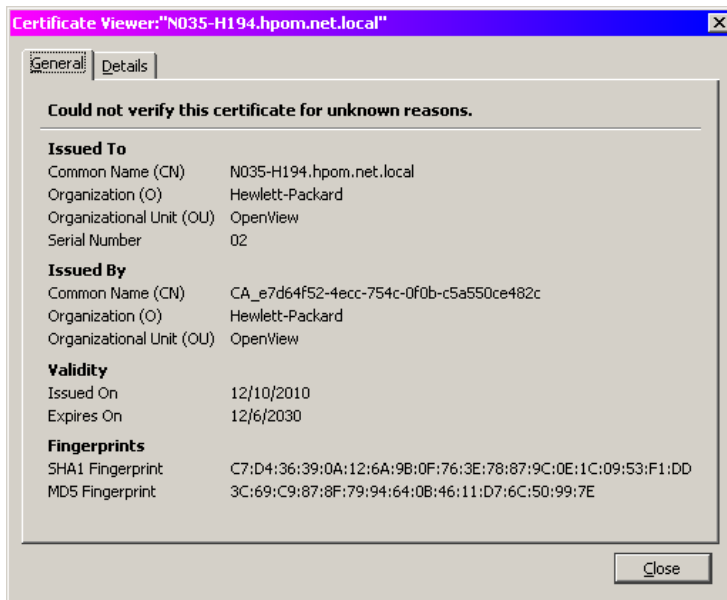 Certificate Viewer:"N035-H194.hpom.net.local"
General Details
Could not verify this certificate for unknown reasons.
Issued To
Common Name (CN) N035-H194.hpom.net.local
Organization (O) Hewlett-Packard
Organizational Unit (OU) OpenView
Serial Number 02
Issued By
Common Name (CN) CA_e7d64f52-4ecc-754c-0f0b-c5a550ce482c
Organization (O) Hewlett-Packard
Organizational Unit (OU) OpenView
Validity
Issued On 12/10/2010
Expires On 12/6/2030
Fingerprints
SHA1 Fingerprint C7:D4:36:39:0A:12:6A:9B:0F:76:3E:78:87:9C:0E:1C:09:53:F1:DD
MD5 Fingerprint 3C:69:C9:87:8F:79:94:64:0B:46:11:D7:6C:50:99:7E
Close